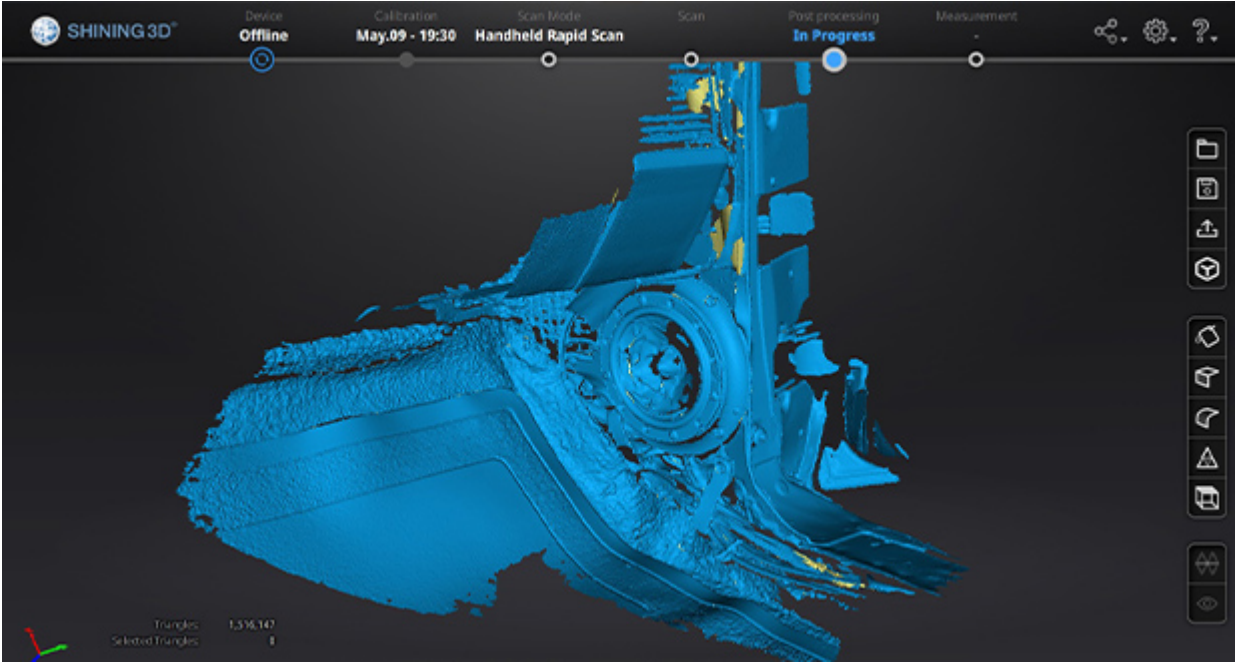 SHINING 3D®
Device
Offline
Calibration
May.09 - 19:30
Scan Mode
Handheld Rapid Scan
Scan
Post processing
In Progress
Measurement
-
Triangles: 1,516,147
Selected Triangles: 0